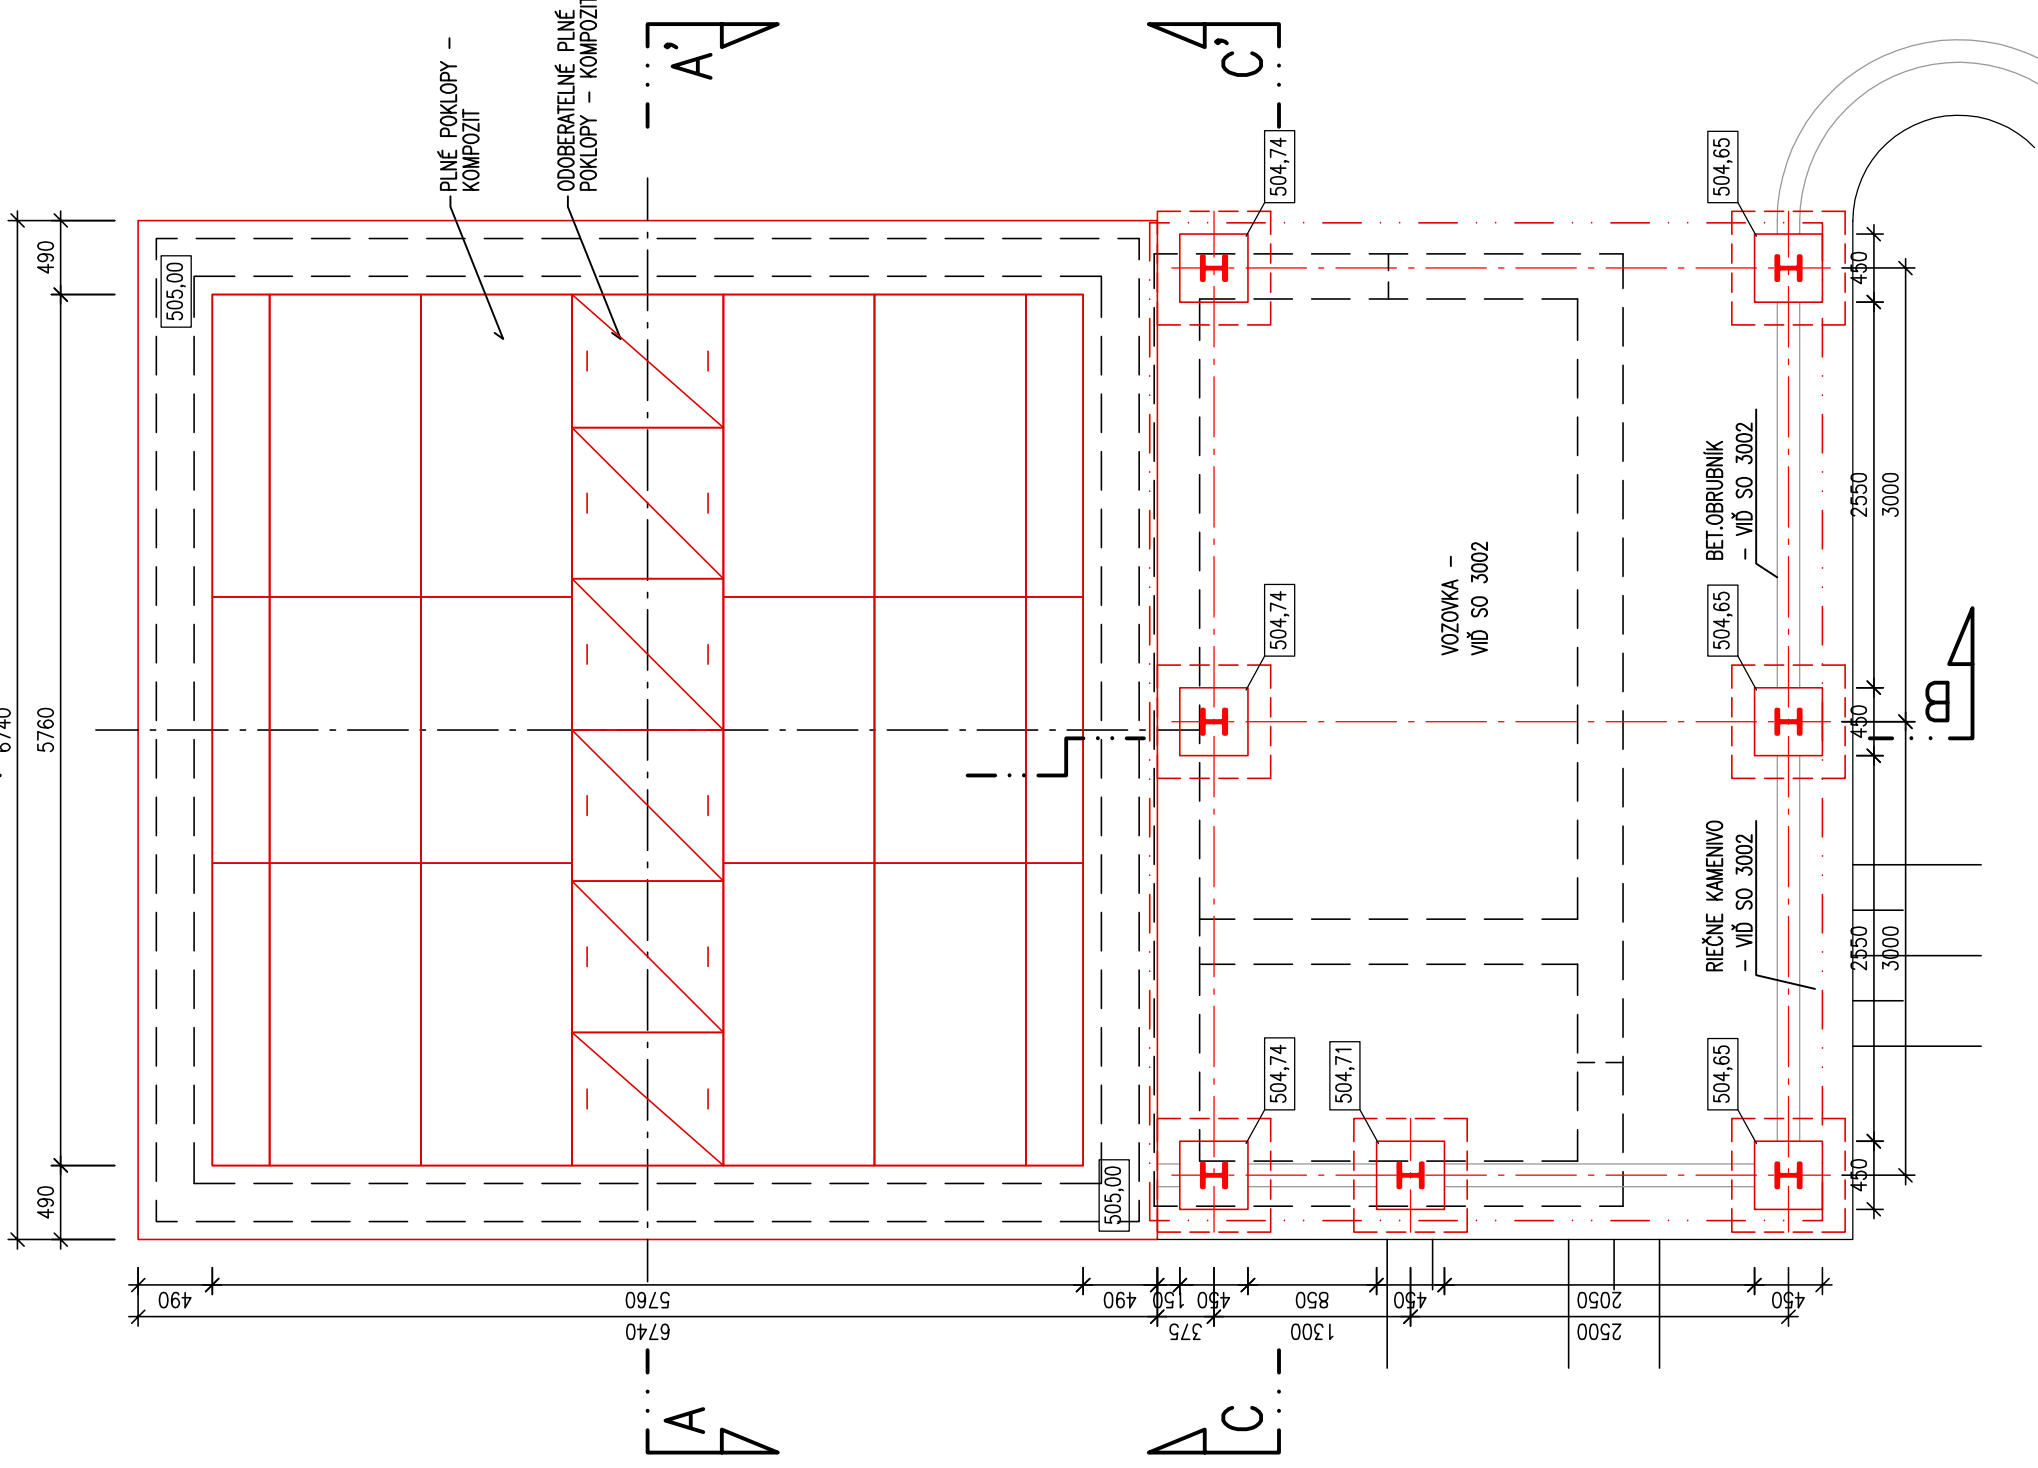 PLNÉ POKLOPY –
KOMPOZIT
ODOBERATELNÉ PLNÉ
POKLOPY – KOMPOZIT
A'
C'
505,00
504,74
504,65
490
6740
5760
490
450
2550
3000
BET.OBRUBNÍK
– VIĎ SO 3002
VOZOVKA –
VIĎ SO 3002
504,74
504,65
B
450
RIEČNE KAMENIVO
– VIĎ SO 3002
2550
3000
504,74
504,71
504,65
505,00
450
490
5760
490
150
450
850
450
2050
450
6740
375
1300
2500
A
C